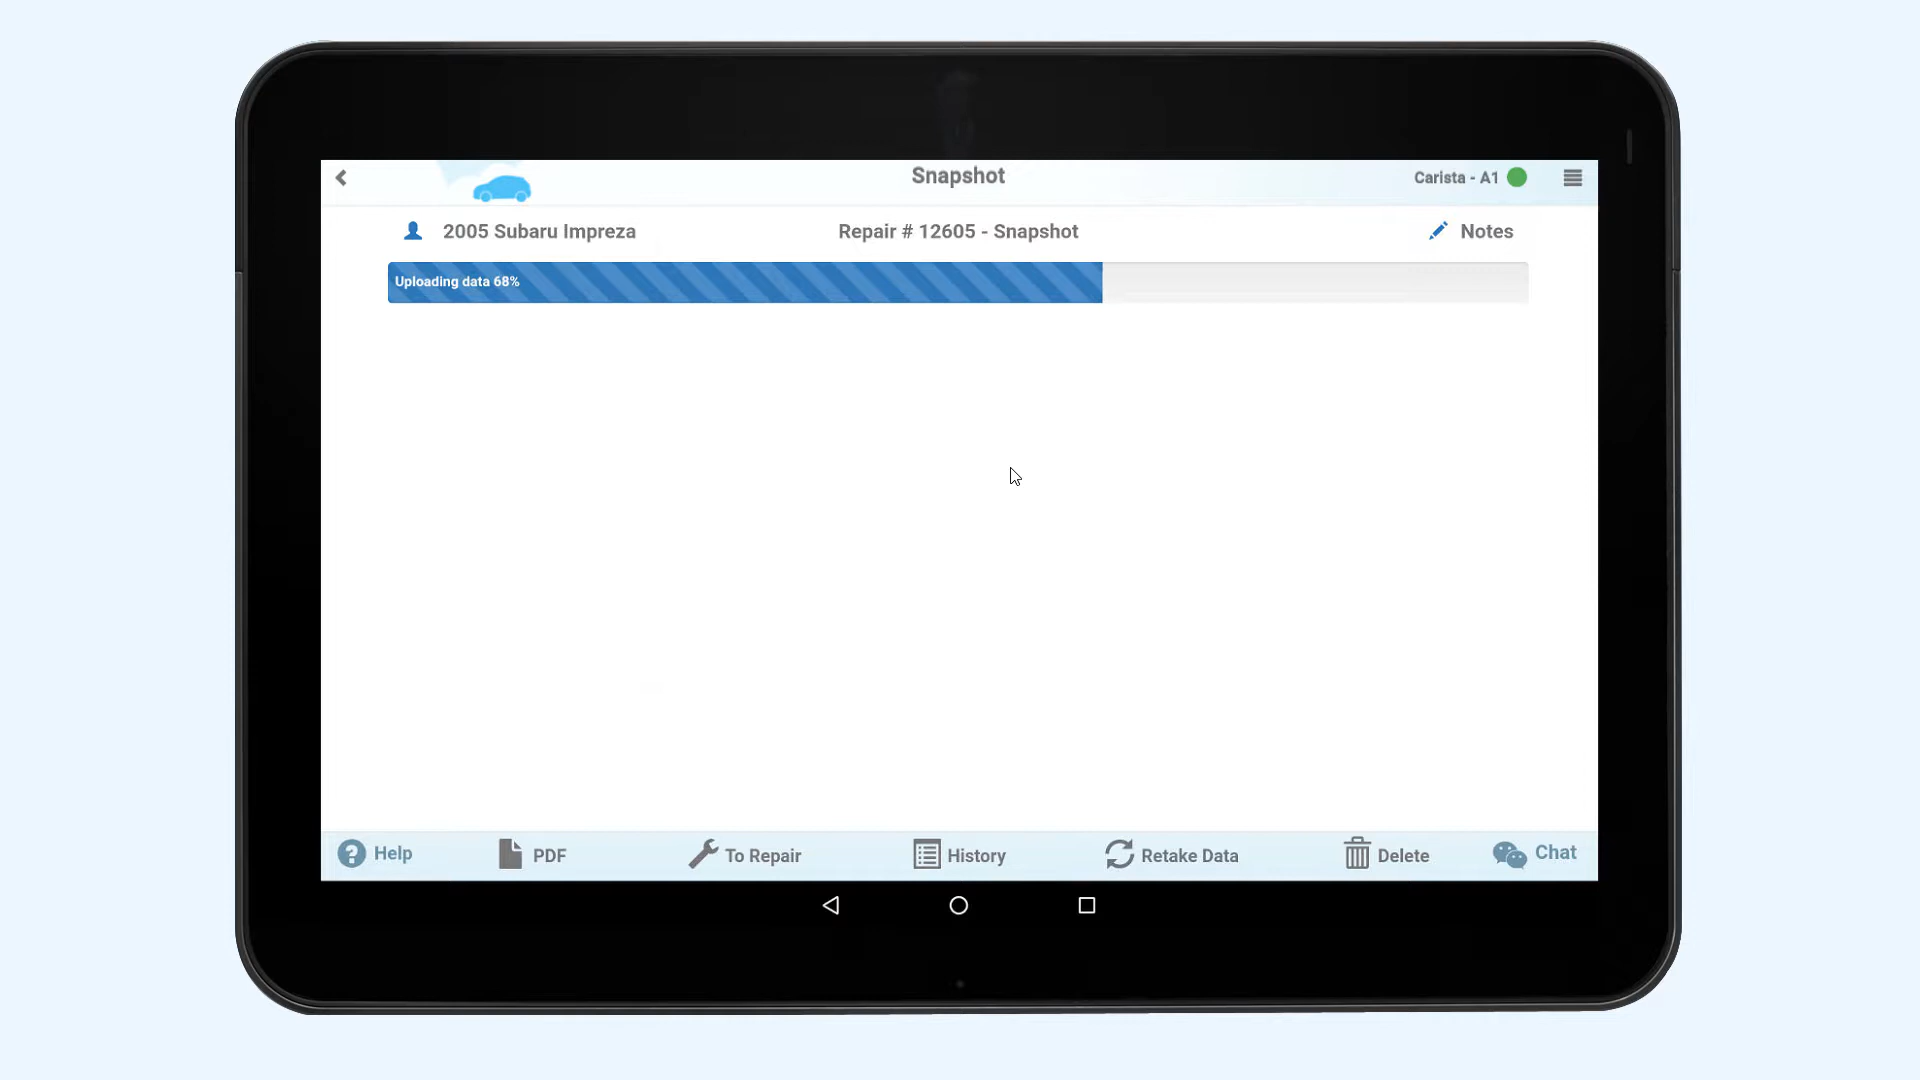 Snapshot
Carista - A1
2005 Subaru Impreza
Repair # 12605 - Snapshot
Notes
Uploading data 68%
Help
PDF
To Repair
History
Retake Data
Delete
Chat